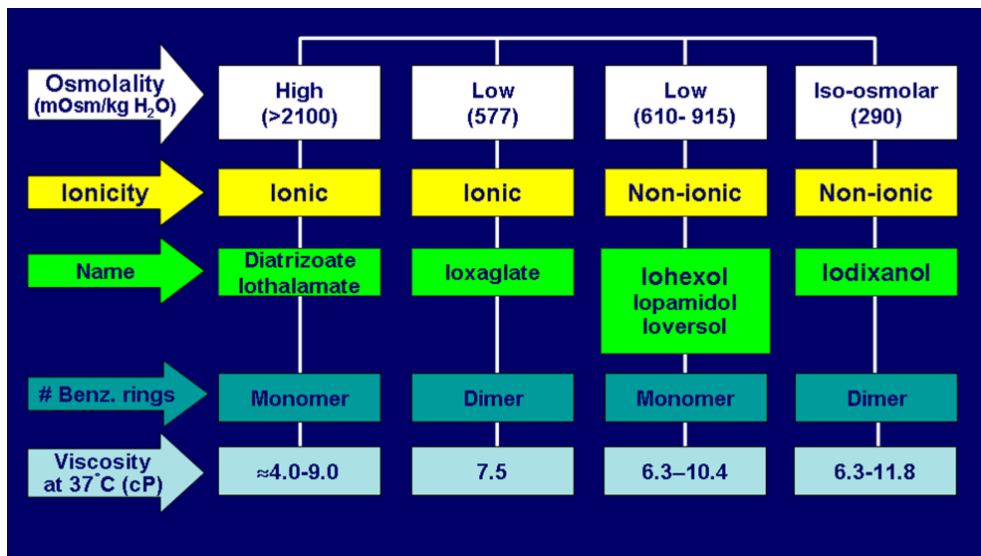 Osmolality
(mOsm/kg H₂O)
High
(>2100)
Low
(577)
Low
(610- 915)
Iso-osmolar
(290)
Ionicity
Ionic
Ionic
Non-ionic
Non-ionic
Name
Diatrizoate
Iothalamate
Ioxaglate
Iohexol
Iopamidol
Ioversol
Iodixanol
# Benz. rings
Monomer
Dimer
Monomer
Dimer
Viscosity
at 37°C (cP)
≈4.0-9.0
7.5
6.3–10.4
6.3-11.8